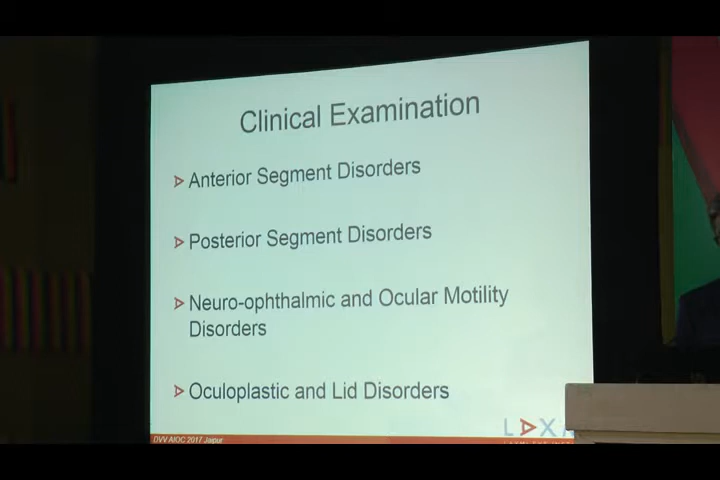 Clinical Examination
Anterior Segment Disorders
Posterior Segment Disorders
Neuro-ophthalmic and Ocular Motility
Disorders
Oculoplastic and Lid Disorders
DVV AIOC 2017 Jaipur